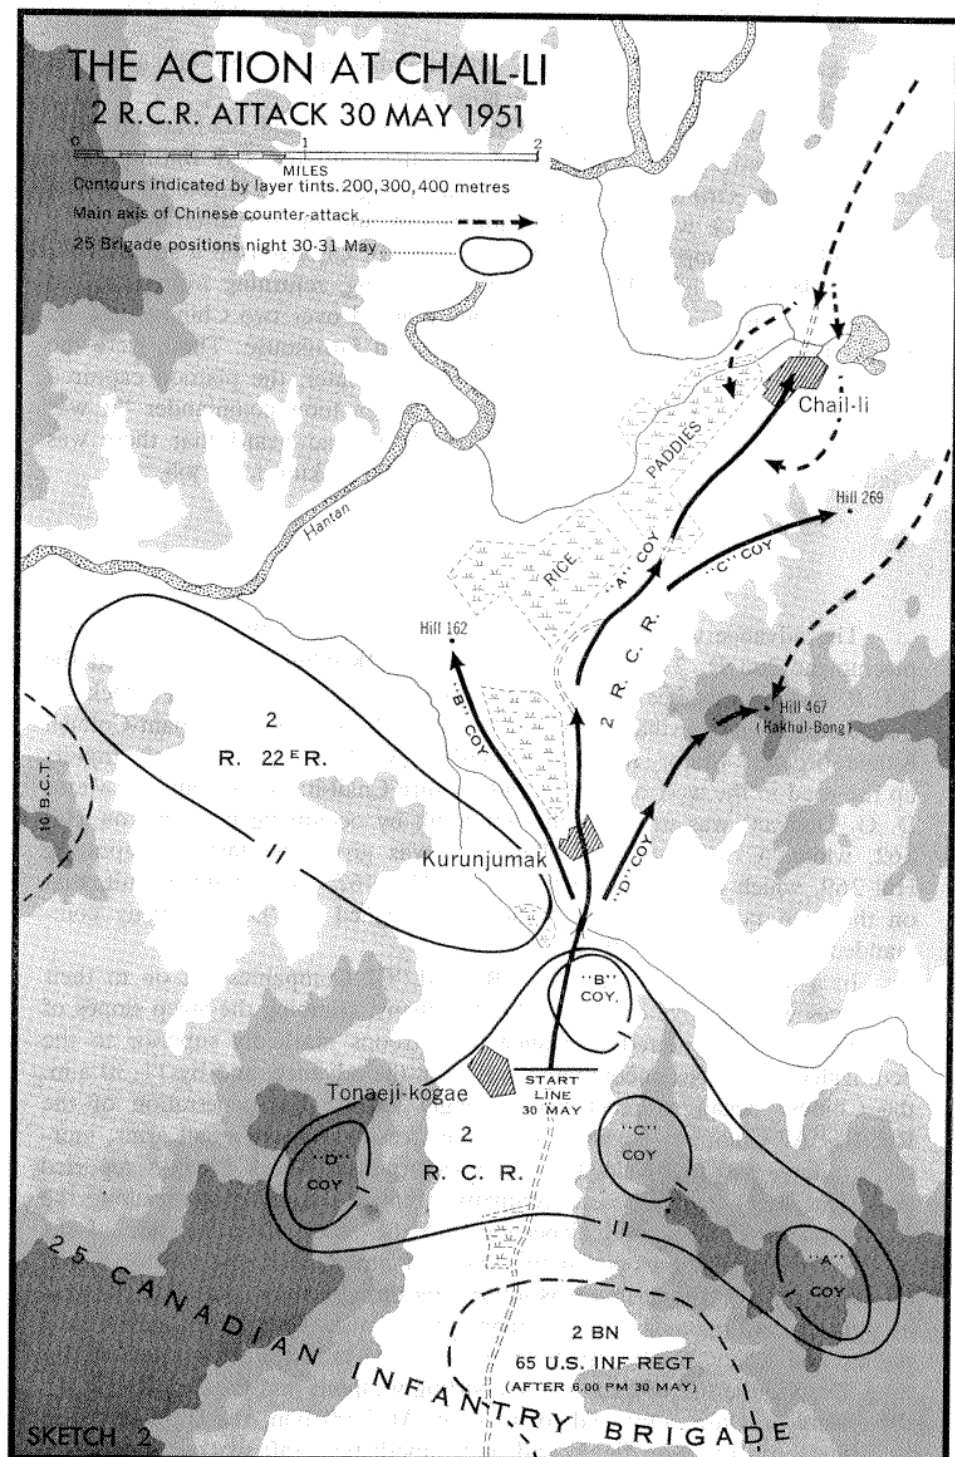 THE ACTION AT CHAIL-LI
2 R.C.R. ATTACK 30 MAY 1951
0 1 2
MILES
Contours indicated by layer tints. 200, 300, 400 metres
Main axis of Chinese counter-attack
25 Brigade positions night 30-31 May
Chail-li
PADDIES
RICE
Hantan
Hill 269
"A" COY
"C" COY
Hill 162
"B" COY
2 R. C. R.
Hill 467
(Kakhul-Bong)
2
R. 22E R.
II
10 B.C.T.
Kurunjumak
"D" COY
"B"
COY.
Tonaeji-kogae
START
LINE
30 MAY
2
R. C. R.
"C"
COY
"D"
COY
II
"A"
COY
25 CANADIAN INFANTRY BRIGADE
2 BN
65 U.S. INF REGT
(AFTER 6.00 PM 30 MAY)
SKETCH 2